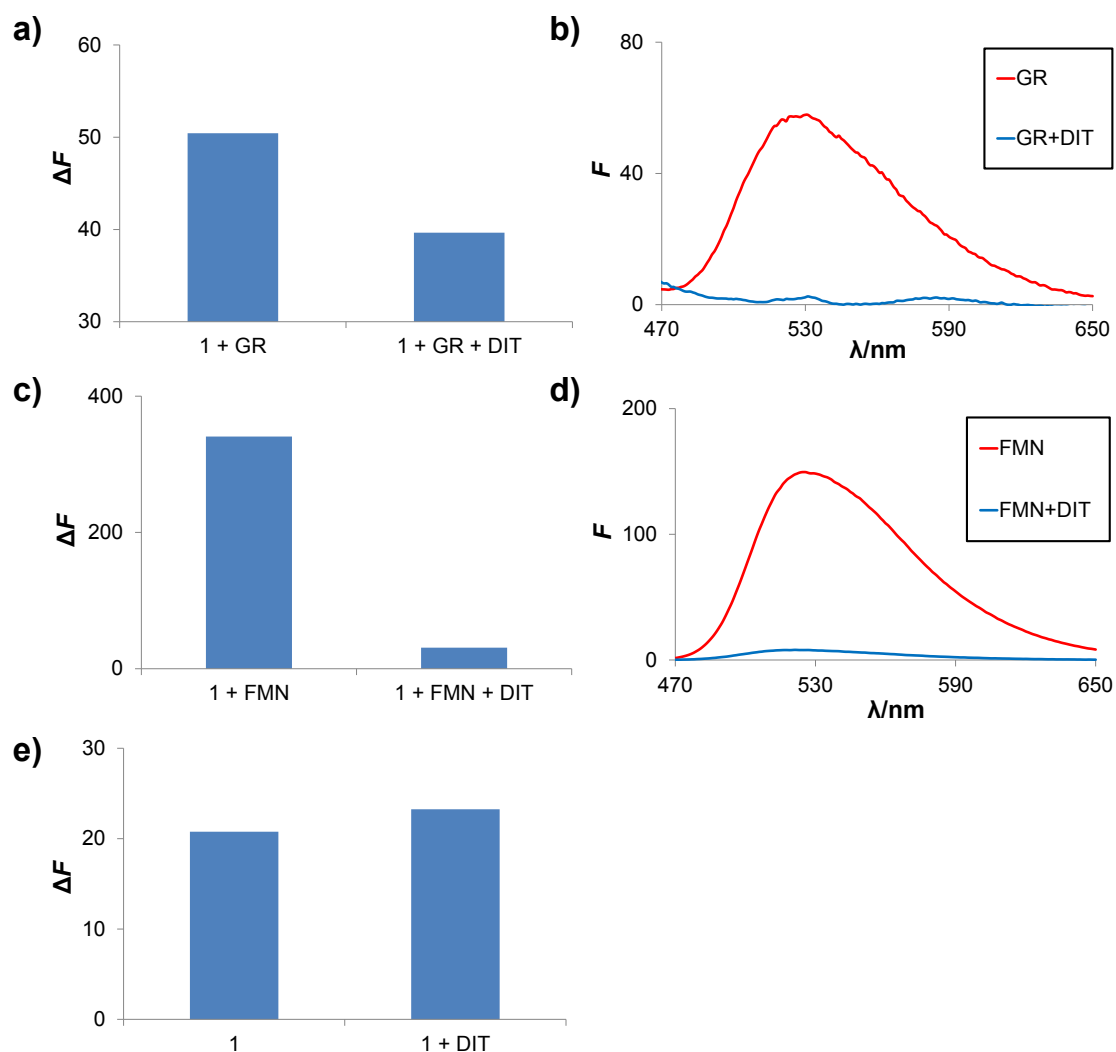 a)
60
50
40
30
ΔF
1 + GR
1 + GR + DIT
b)
80
40
0
F
470
530
590
650
λ/nm
GR
GR+DIT
c)
400
200
0
ΔF
1 + FMN
1 + FMN + DIT
d)
200
100
0
F
470
530
590
650
λ/nm
FMN
FMN+DIT
e)
30
20
10
0
ΔF
1
1 + DIT